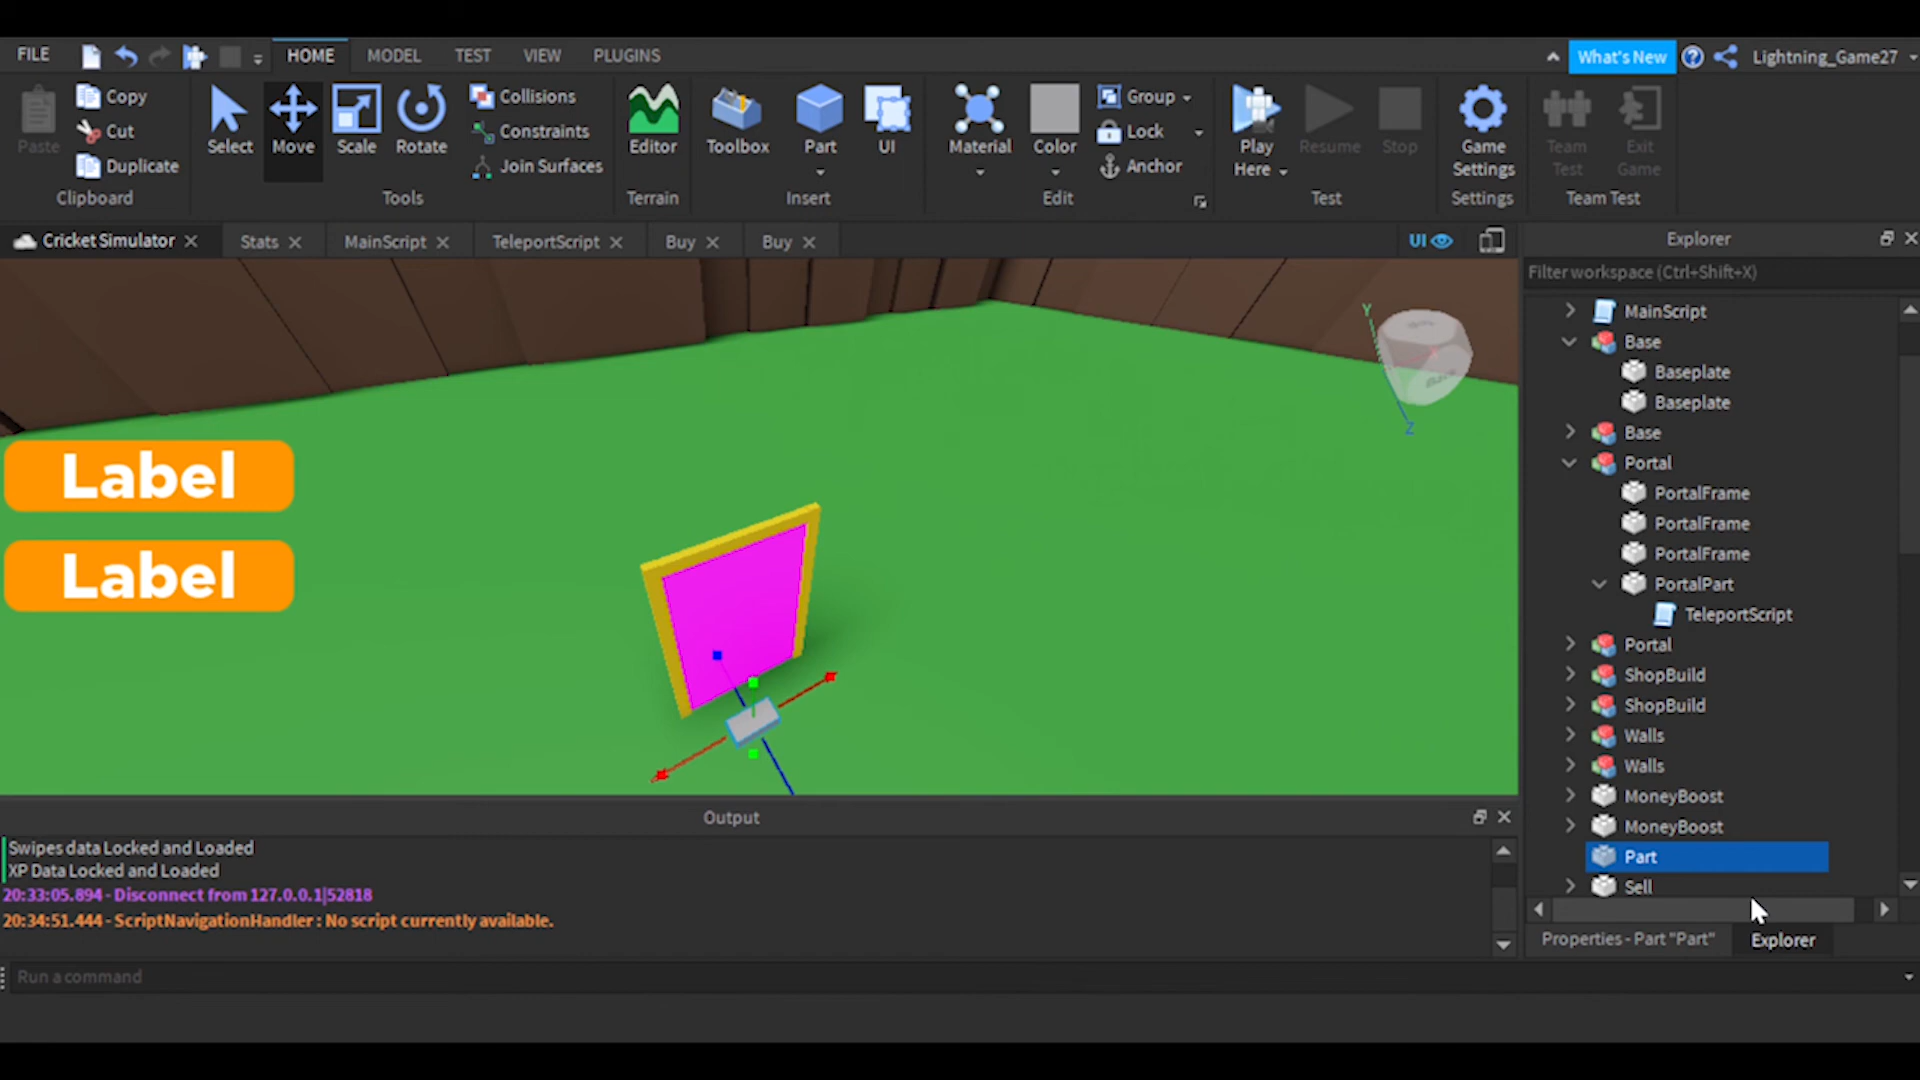 FILE HOME MODEL TEST VIEW PLUGINS What's New Lightning_Game27
Paste Copy Cut Duplicate Clipboard
Select Move Scale Rotate Collisions Constraints Join Surfaces Tools
Editor Terrain
Toolbox Part UI Insert
Material Color Group Lock Anchor Edit
Play Here Resume Stop Test
Game Settings Settings
Team Test Exit Game Team Test
Cricket Simulator Stats MainScript TeleportScript Buy Buy UI
Label
Label
Y
Z
Output
Swipes data Locked and Loaded
XP Data Locked and Loaded
20:33:05.894 - Disconnect from 127.0.0.1|52818
20:34:51.444 - ScriptNavigationHandler : No script currently available.
Run a command
Explorer
Filter workspace (Ctrl+Shift+X)
MainScript
Base
Baseplate
Baseplate
Base
Portal
PortalFrame
PortalFrame
PortalFrame
PortalPart
TeleportScript
Portal
ShopBuild
ShopBuild
Walls
Walls
MoneyBoost
MoneyBoost
Part
Sell
Properties - Part "Part" Explorer